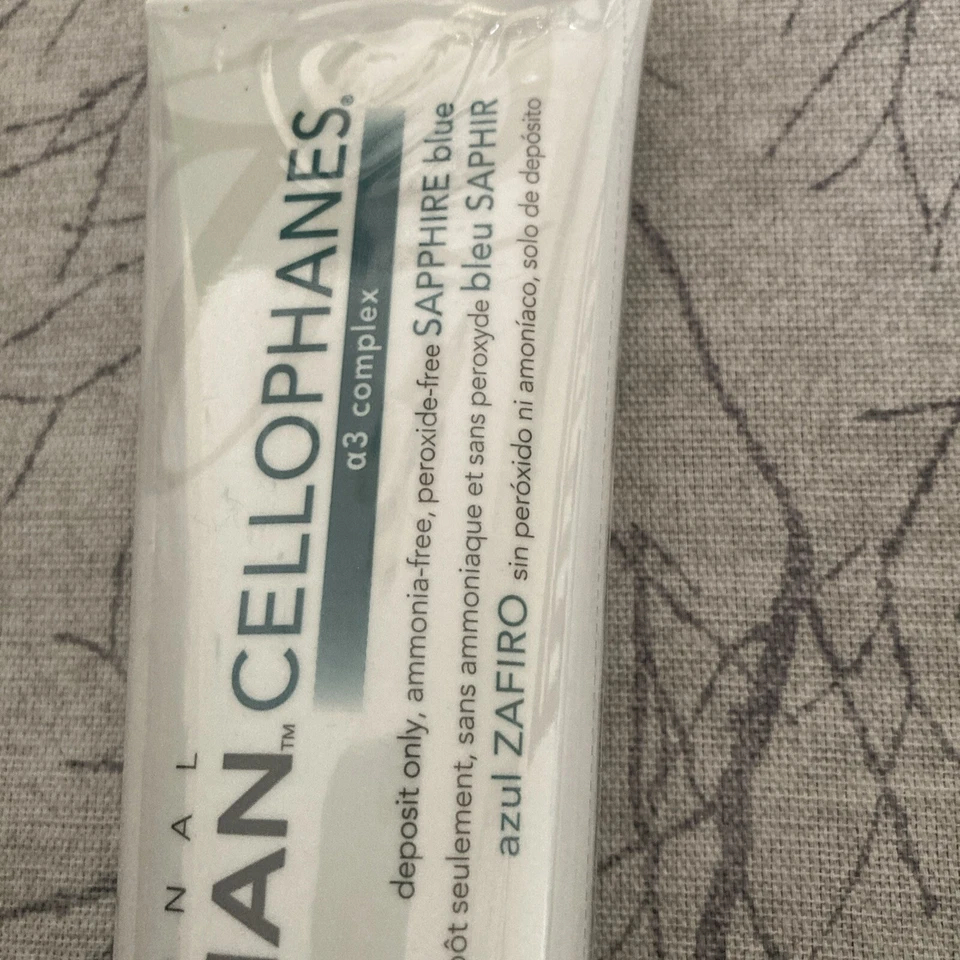 N A L
HAN™ CELLOPHANES®
α3 complex
deposit only, ammonia-free, peroxide-free SAPPHIRE blue
pôt seulement, sans ammoniaque et sans peroxyde bleu SAPHIR
azul ZAFIRO sin peróxido ni amoníaco, solo de depósito